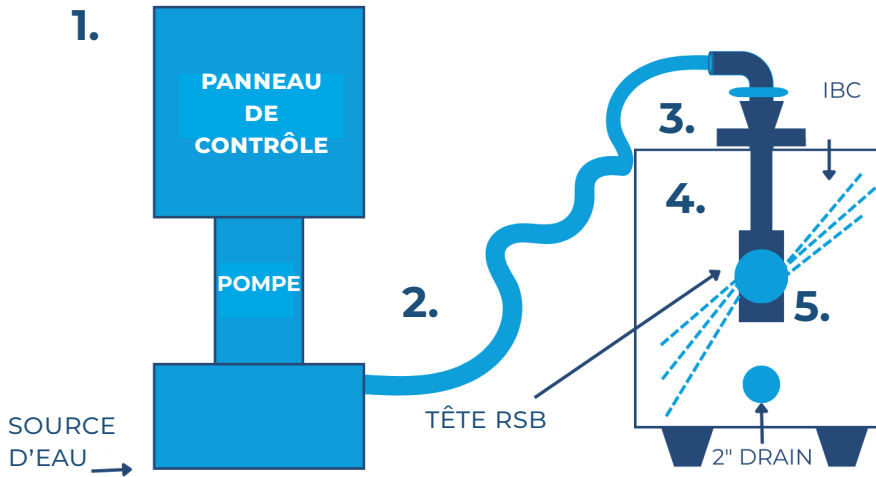 1.
PANNEAU
DE
CONTRÔLE
POMPE
SOURCE
D'EAU
2.
3.
IBC
4.
5.
TÊTE RSB
2" DRAIN